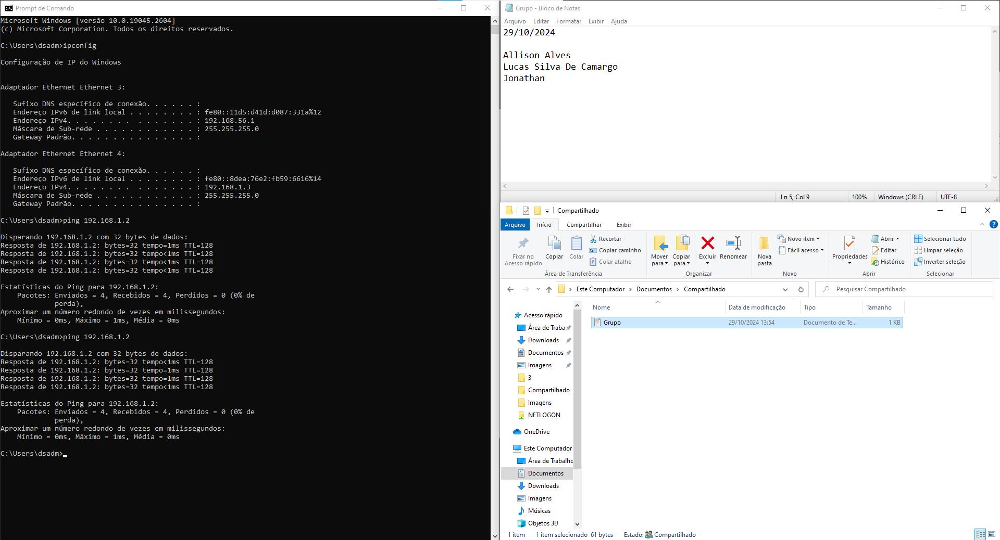 Prompt de Comando
Microsoft Windows [versão 10.0.19045.2604]
(c) Microsoft Corporation. Todos os direitos reservados.
C:\Users\dsadm>ipconfig
Configuração de IP do Windows
Adaptador Ethernet Ethernet 3:
Sufixo DNS específico de conexão. . . . . . :
Endereço IPv6 de link local . . . . . . . . : fe80::11d5:d41d:d087:331a%12
Endereço IPv4. . . . . . . .  . . . . . . . : 192.168.56.1
Máscara de Sub-rede . . . . . . . . . . . . : 255.255.255.0
Gateway Padrão. . . . . . . . . . . . . . . :
Adaptador Ethernet Ethernet 4:
Sufixo DNS específico de conexão. . . . . . :
Endereço IPv6 de link local . . . . . . . . : fe80::8dea:76e2:fb59:6616%14
Endereço IPv4. . . . . . . .  . . . . . . . : 192.168.1.3
Máscara de Sub-rede . . . . . . . . . . . . : 255.255.255.0
Gateway Padrão. . . . . . . . . . . . . . . :
C:\Users\dsadm>ping 192.168.1.2
Disparando 192.168.1.2 com 32 bytes de dados:
Resposta de 192.168.1.2: bytes=32 tempo=1ms TTL=128
Resposta de 192.168.1.2: bytes=32 tempo<1ms TTL=128
Resposta de 192.168.1.2: bytes=32 tempo<1ms TTL=128
Resposta de 192.168.1.2: bytes=32 tempo<1ms TTL=128
Estatísticas do Ping para 192.168.1.2:
Pacotes: Enviados = 4, Recebidos = 4, Perdidos = 0 (0% de
perda),
Aproximar um número redondo de vezes em milissegundos:
Mínimo = 0ms, Máximo = 1ms, Média = 0ms
C:\Users\dsadm>ping 192.168.1.2
Disparando 192.168.1.2 com 32 bytes de dados:
Resposta de 192.168.1.2: bytes=32 tempo<1ms TTL=128
Resposta de 192.168.1.2: bytes=32 tempo=1ms TTL=128
Resposta de 192.168.1.2: bytes=32 tempo=1ms TTL=128
Resposta de 192.168.1.2: bytes=32 tempo<1ms TTL=128
Estatísticas do Ping para 192.168.1.2:
Pacotes: Enviados = 4, Recebidos = 4, Perdidos = 0 (0% de
perda),
Aproximar um número redondo de vezes em milissegundos:
Mínimo = 0ms, Máximo = 1ms, Média = 0ms
C:\Users\dsadm>
Grupo - Bloco de Notas
Arquivo Editar Formatar Exibir Ajuda
29/10/2024
Allison Alves
Lucas Silva De Camargo
Jonathan
Ln 5, Col 9 100% Windows (CRLF) UTF-8
Compartilhado
Arquivo Início Compartilhar Exibir
Fixar no Acesso rápido
Copiar
Colar
Recortar
Copiar caminho
Colar atalho
Área de Transferência
Mover para
Copiar para
Excluir
Renomear
Organizar
Nova pasta
Novo item
Fácil acesso
Novo
Propriedades
Abrir
Editar
Histórico
Abrir
Selecionar tudo
Limpar seleção
Inverter seleção
Selecionar
Este Computador > Documentos > Compartilhado
Pesquisar Compartilhado
Nome Data de modificação Tipo Tamanho
Grupo 29/10/2024 13:54 Documento de Te... 1 KB
Acesso rápido
Área de Traba
Downloads
Documentos
Imagens
3
Compartilhado
Imagens
NETLOGON
OneDrive
Este Computador
Área de Trabalho
Documentos
Downloads
Imagens
Músicas
Objetos 3D
1 item 1 item selecionado 61 bytes Estado: Compartilhado